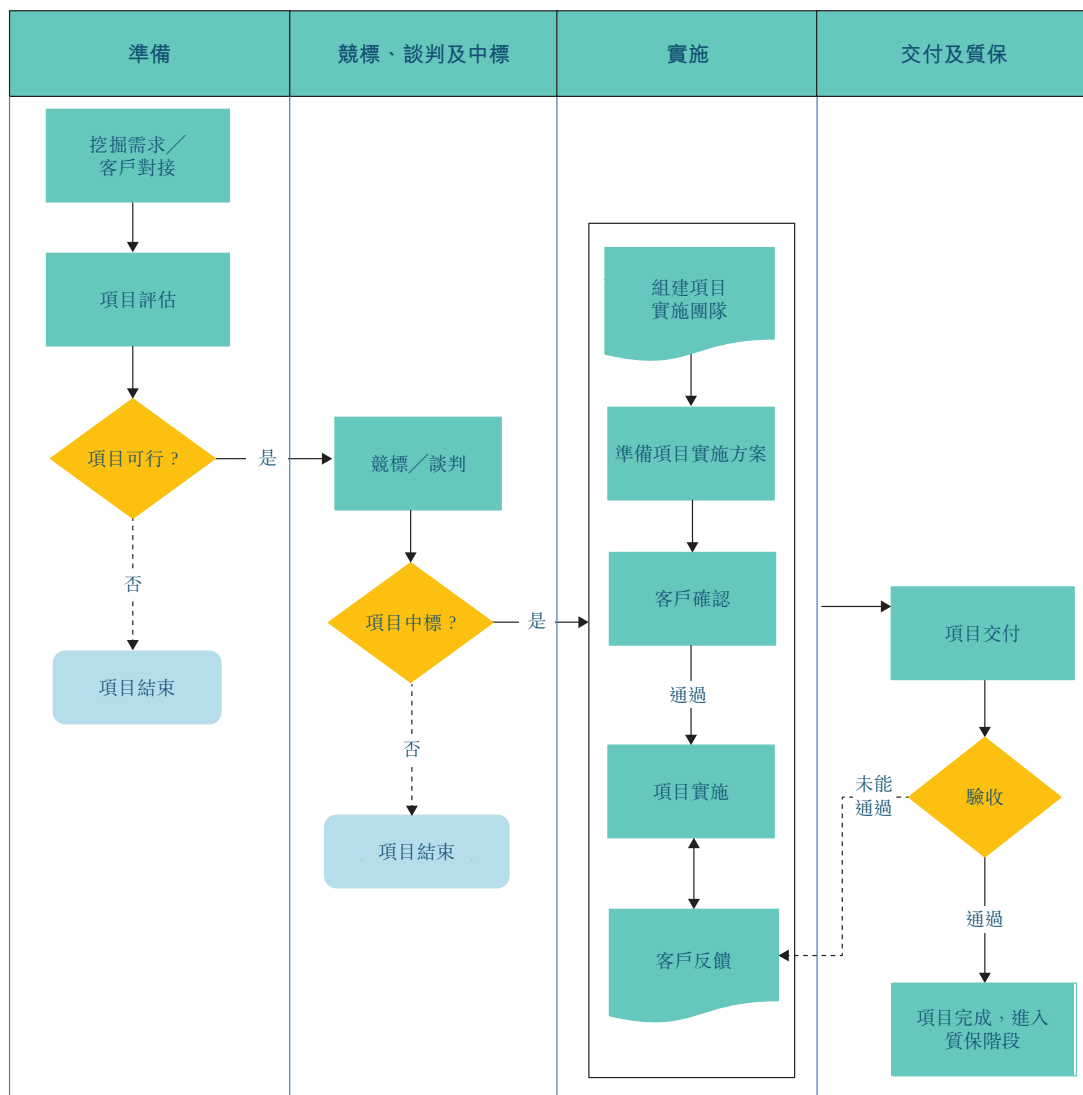 準備
競標、談判及中標
實施
交付及質保
挖掘需求／
客戶對接
項目評估
項目可行？
是
否
項目結束
競標／談判
項目中標？
是
否
項目結束
組建項目
實施團隊
準備項目實施方案
客戶確認
通過
項目實施
客戶反饋
項目交付
驗收
未能
通過
通過
項目完成，進入
質保階段